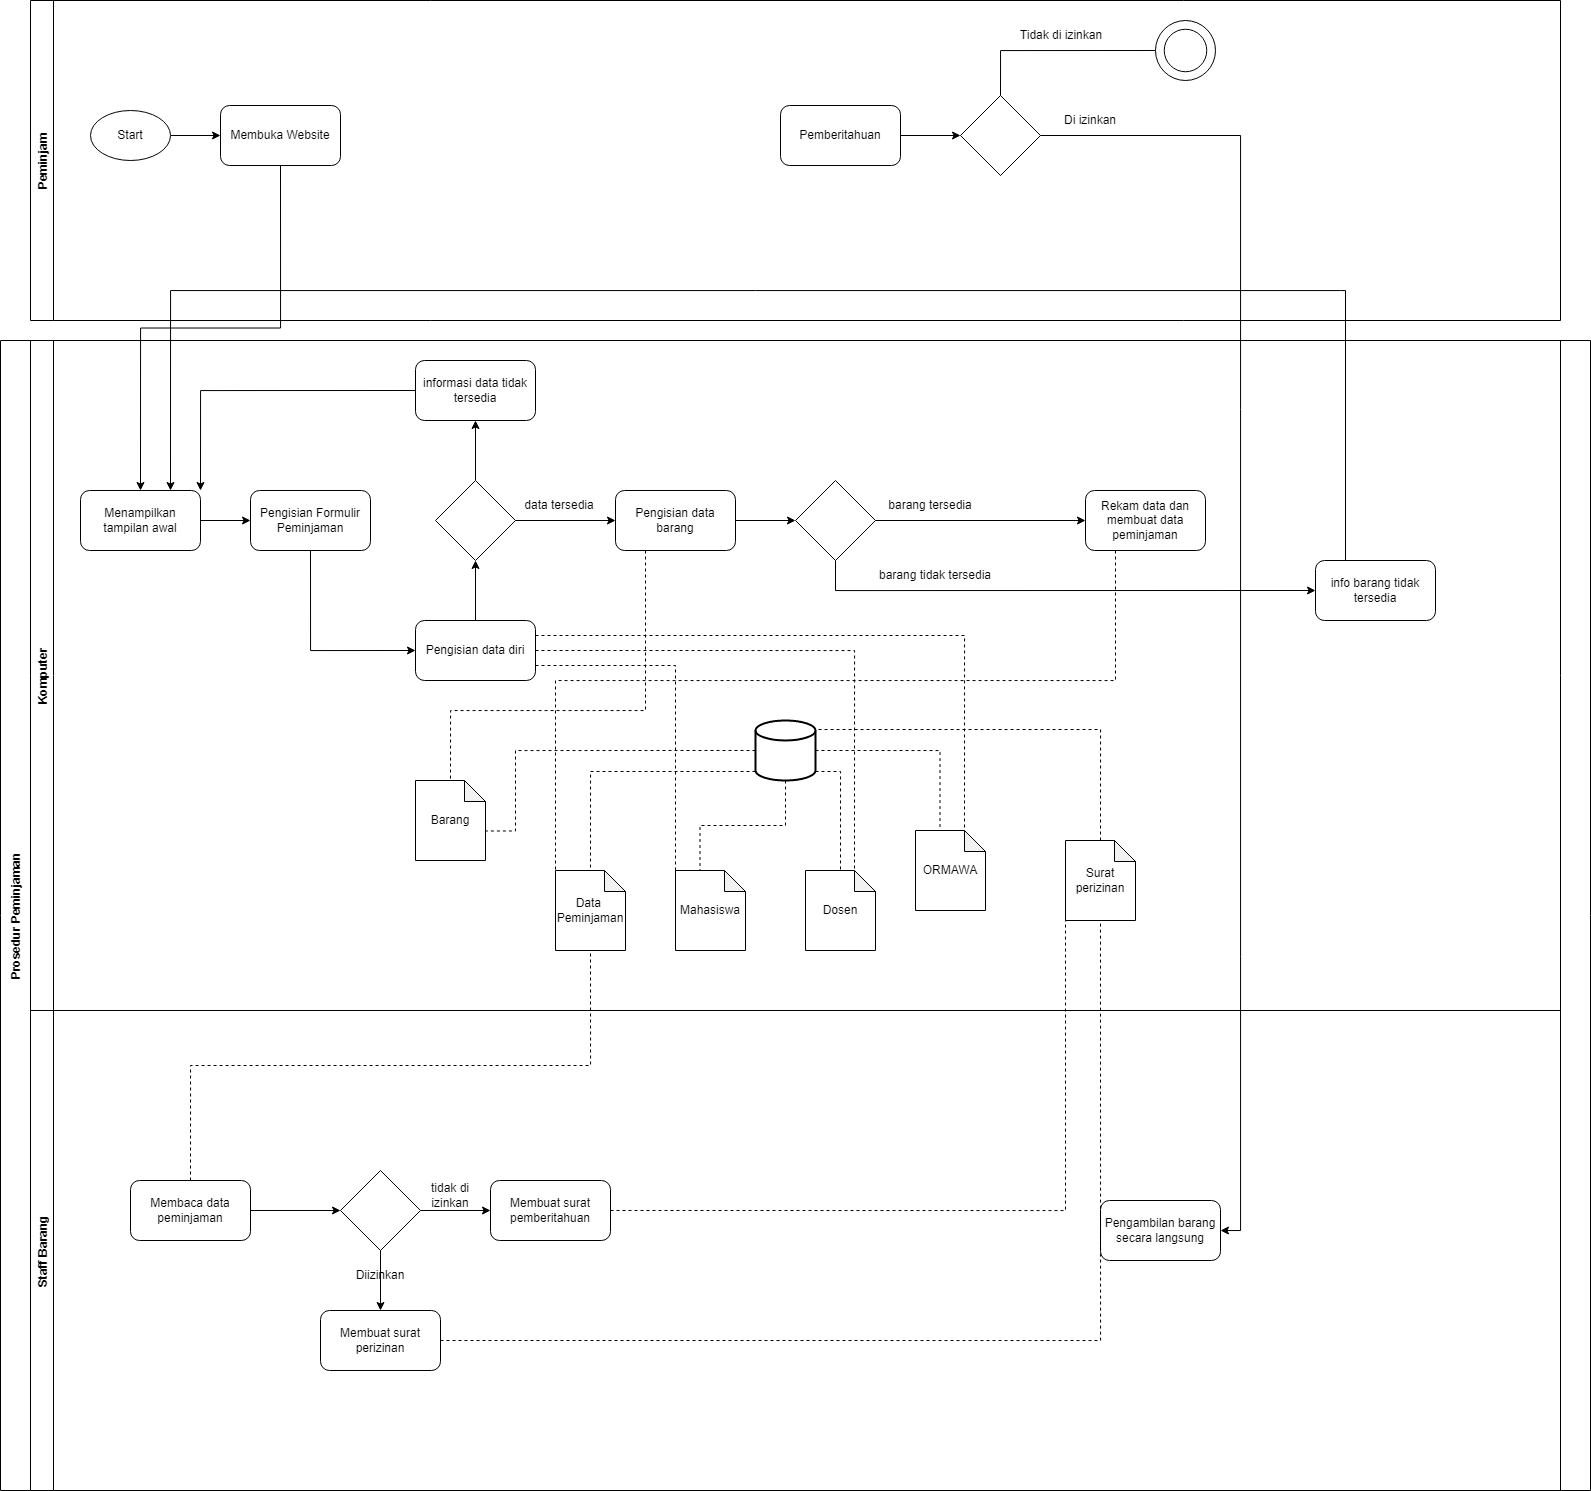 Peminjam
Start
Membuka Website
Pemberitahuan
Tidak di izinkan
Di izinkan
Prosedur Peminjaman
Komputer
informasi data tidak
tersedia
Menampilkan
tampilan awal
Pengisian Formulir
Peminjaman
data tersedia
Pengisian data
barang
barang tersedia
Rekam data dan
membuat data
peminjaman
barang tidak tersedia
info barang tidak
tersedia
Pengisian data diri
Barang
Data
Peminjaman
Mahasiswa
Dosen
ORMAWA
Surat
perizinan
Staff Barang
Membaca data
peminjaman
tidak di
izinkan
Membuat surat
pemberitahuan
Diizinkan
Membuat surat
perizinan
Pengambilan barang
secara langsung